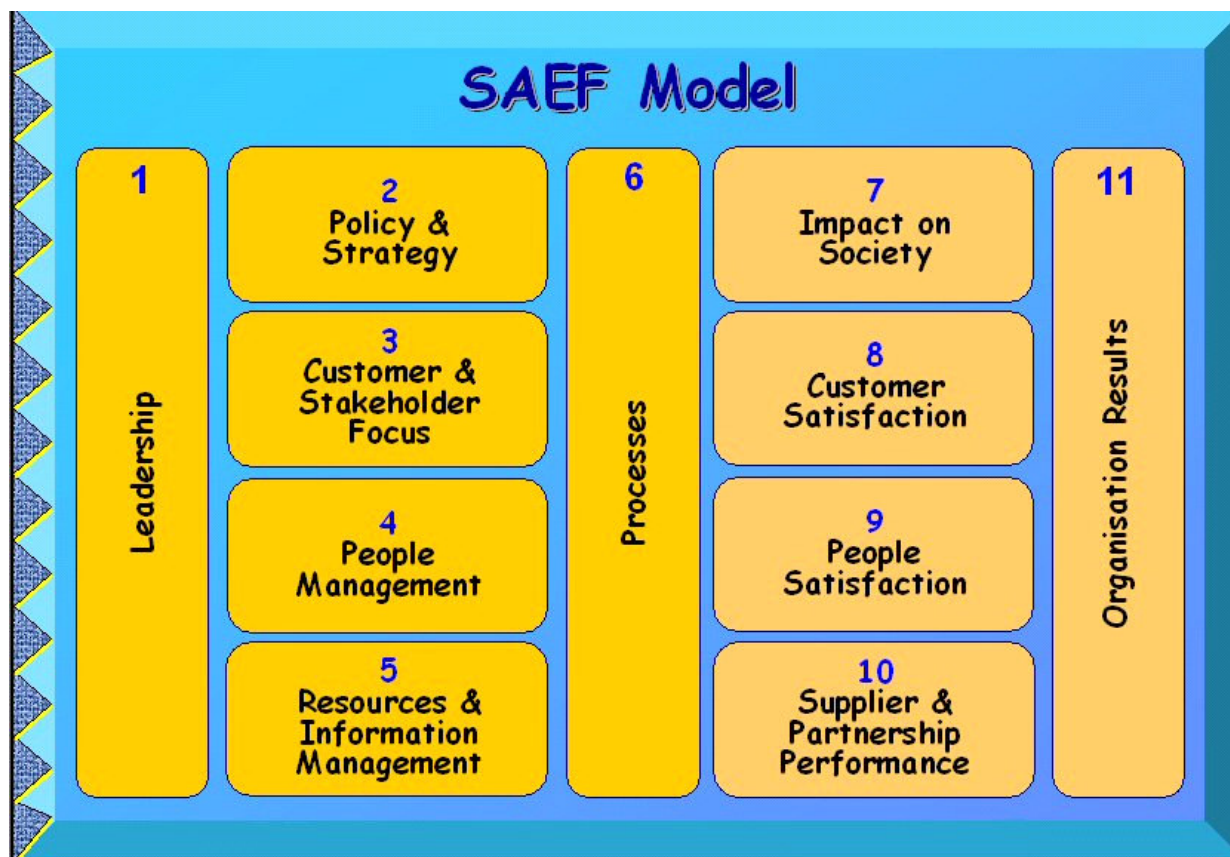 SAEF Model
1
Leadership
2
Policy &
Strategy
3
Customer &
Stakeholder
Focus
4
People
Management
5
Resources &
Information
Management
6
Processes
7
Impact on
Society
8
Customer
Satisfaction
9
People
Satisfaction
10
Supplier &
Partnership
Performance
11
Organisation Results